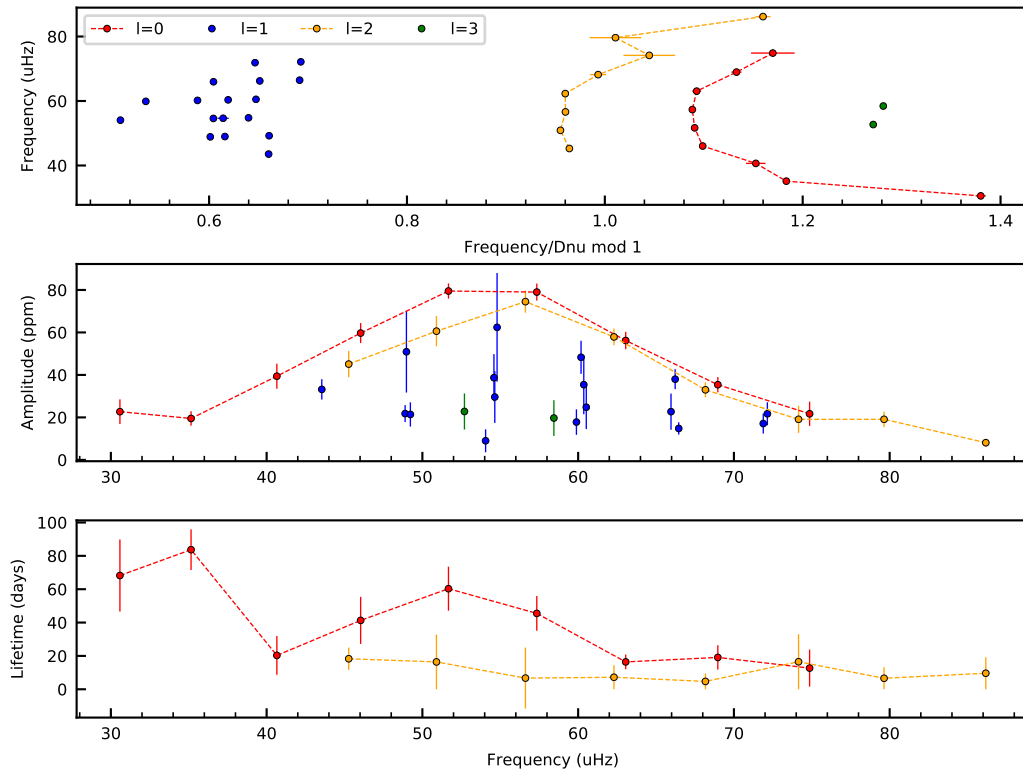 l=0 l=1 l=2 l=3
Frequency (uHz)
80
60
40
0.6 0.8 1.0 1.2 1.4
Frequency/Dnu mod 1
Amplitude (ppm)
80
60
40
20
0
30 40 50 60 70 80
Lifetime (days)
100
80
60
40
20
0
30 40 50 60 70 80
Frequency (uHz)